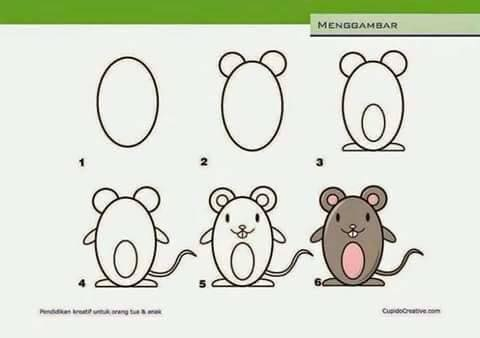 MENGGAMBAR
1
2
3
4
5
6
Pendidikan kreatif untuk orang tua & anak
CupidoCreative.com